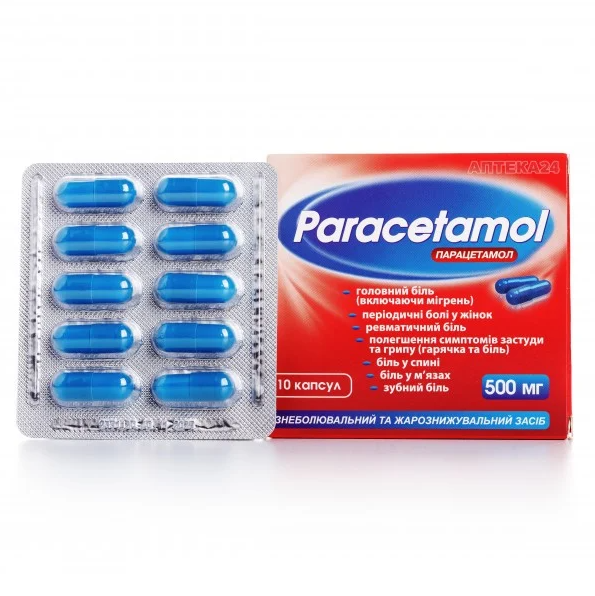 АПТЕКА24
Paracetamol
ПАРАЦЕТАМОЛ
головний біль
(включаючи мігрень)
періодичні болі у жінок
ревматичний біль
полегшення симптомів застуди
та грипу (гарячка та біль)
біль у спині
біль у м'язах
зубний біль
10 капсул
500 мг
ЗНЕБОЛЮВАЛЬНИЙ ТА ЖАРОЗНИЖУВАЛЬНИЙ ЗАСІБ